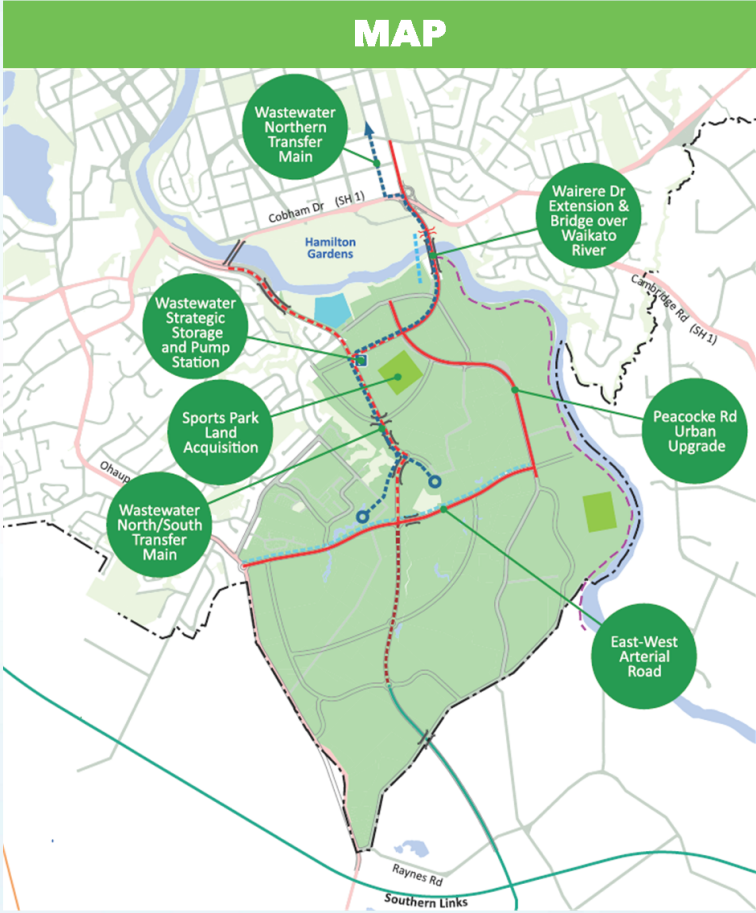 MAP
Wastewater
Northern
Transfer
Main
Cobham Dr (SH 1)
Wairere Dr
Extension &
Bridge over
Waikato
River
Hamilton
Gardens
Cambridge Rd (SH 1)
Wastewater
Strategic
Storage
and Pump
Station
Sports Park
Land
Acquisition
Peacocke Rd
Urban
Upgrade
Ohaup
Wastewater
North/South
Transfer
Main
East-West
Arterial
Road
Raynes Rd
Southern Links